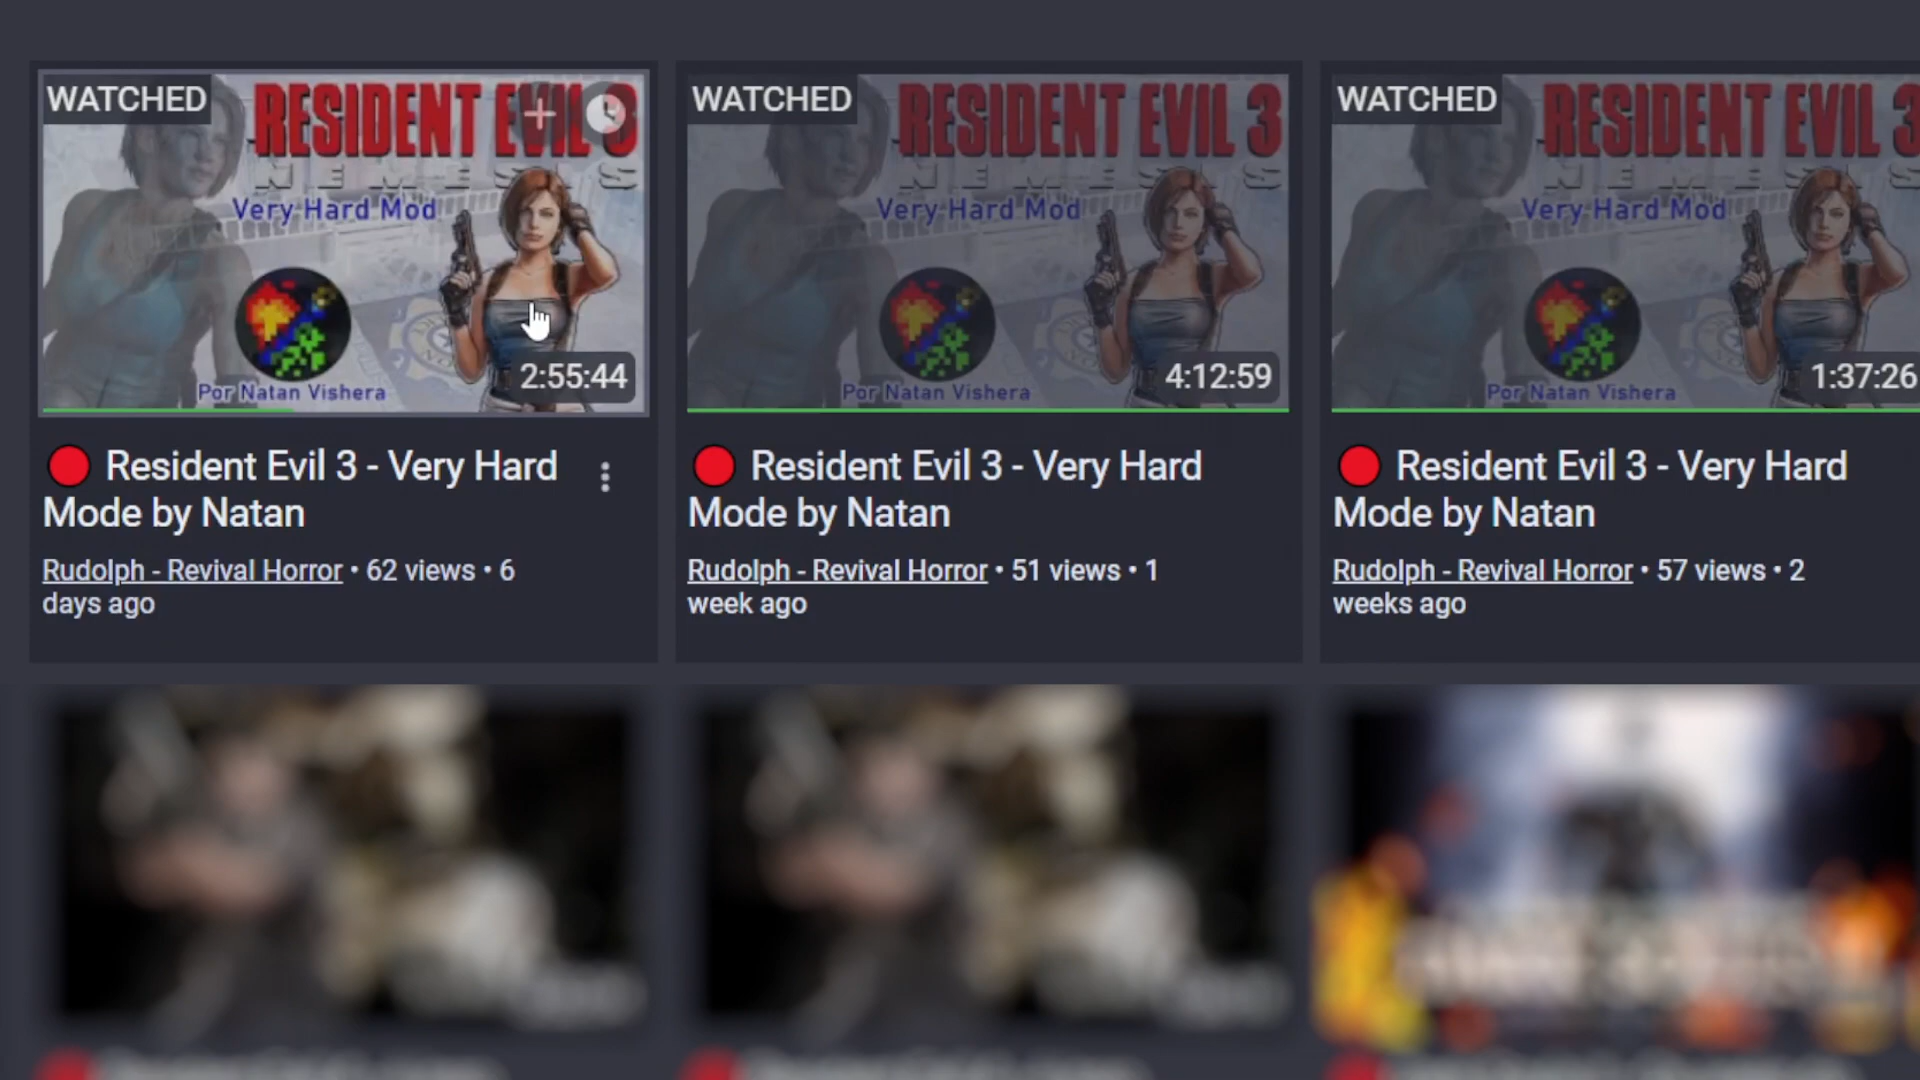 WATCHED
RESIDENT EVIL 3
NEMESIS
Very Hard Mod
2:55:44
Por Natan Vishera
Resident Evil 3 - Very Hard
Mode by Natan
Rudolph - Revival Horror • 62 views • 6
days ago
WATCHED
RESIDENT EVIL 3
NEMESIS
Very Hard Mod
4:12:59
Por Natan Vishera
Resident Evil 3 - Very Hard
Mode by Natan
Rudolph - Revival Horror • 51 views • 1
week ago
WATCHED
RESIDENT EVIL 3
NEMESIS
Very Hard Mod
1:37:26
Por Natan Vishera
Resident Evil 3 - Very Hard
Mode by Natan
Rudolph - Revival Horror • 57 views • 2
weeks ago